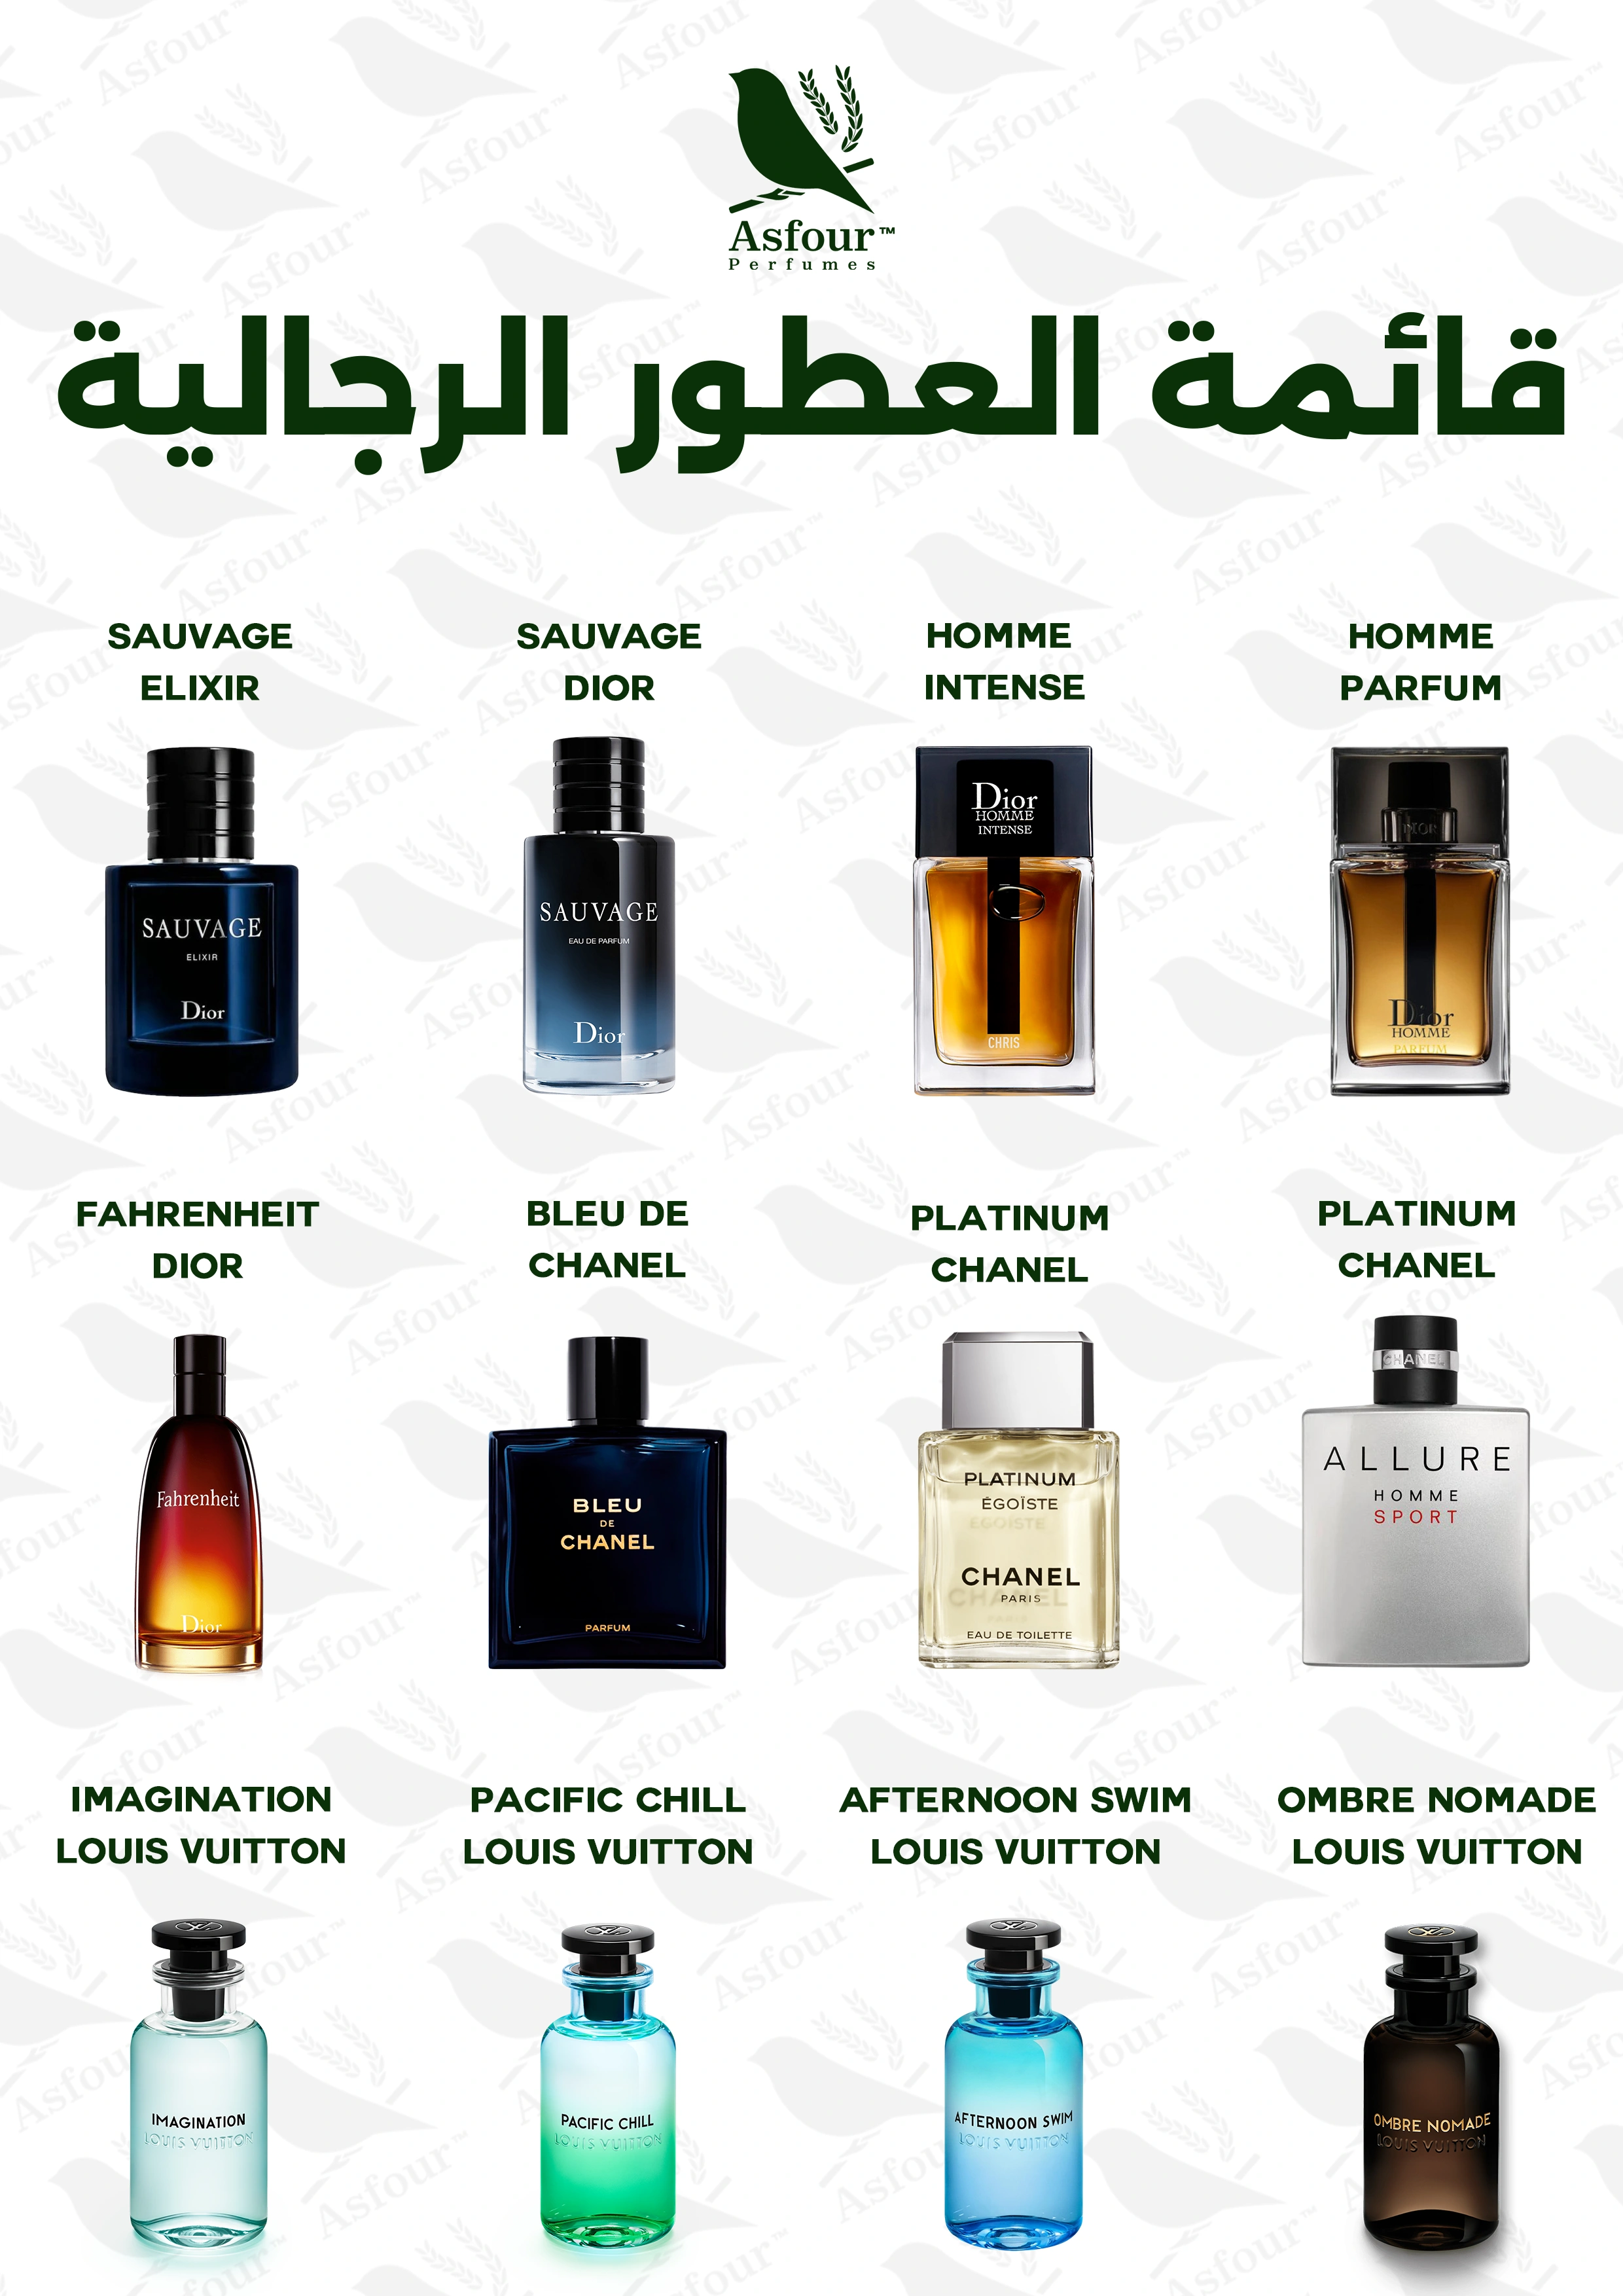 Asfour™
Perfumes
قائمة العطور الرجالية
SAUVAGE
ELIXIR
SAUVAGE
DIOR
HOMME
INTENSE
HOMME
PARFUM
SAUVAGE
ELIXIR
Dior
SAUVAGE
EAU DE PARFUM
Dior
Dior
HOMME
INTENSE
CHRIS
DIOR
Dior
HOMME
PARFUM
FAHRENHEIT
DIOR
BLEU DE
CHANEL
PLATINUM
CHANEL
PLATINUM
CHANEL
Fahrenheit
Dior
BLEU
DE
CHANEL
PARFUM
PLATINUM
ÉGOÏSTE
CHANEL
PARIS
EAU DE TOILETTE
CHANEL
ALLURE
HOMME
SPORT
IMAGINATION
LOUIS VUITTON
PACIFIC CHILL
LOUIS VUITTON
AFTERNOON SWIM
LOUIS VUITTON
OMBRE NOMADE
LOUIS VUITTON
IMAGINATION
LOUIS VUITTON
PACIFIC CHILL
LOUIS VUITTON
AFTERNOON SWIM
LOUIS VUITTON
OMBRE NOMADE
LOUIS VUITTON